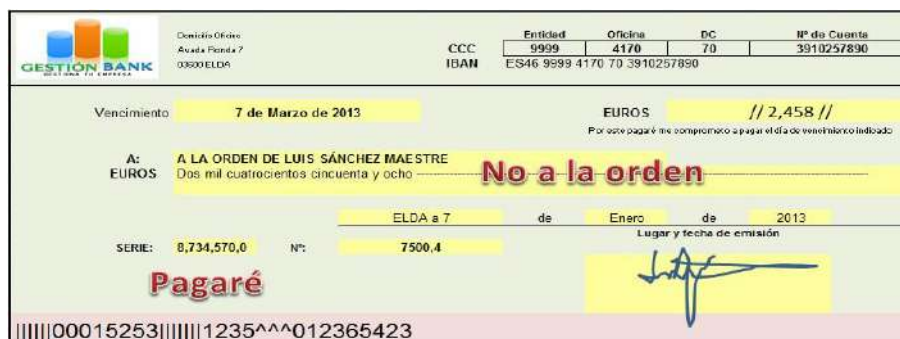 GESTIÓN BANK
GESTIONA TU EMPRESA
Domicilio Oficina
Avada Ronda 7
03600 ELDA
Entidad Oficina DC Nº de Cuenta
CCC 9999 4170 70 3910257890
IBAN ES46 9999 4170 70 3910257890
Vencimiento 7 de Marzo de 2013 EUROS // 2,458 //
Por este pagaré me comprometo a pagar el día de vencimiento indicado
A: A LA ORDEN DE LUIS SÁNCHEZ MAESTRE
EUROS Dos mil cuatrocientos cincuenta y ocho
No a la orden
ELDA a 7 de Enero de 2013
Lugar y fecha de emisión
SERIE: 8,734,570,0 Nº: 7500,4
Pagaré
||||||00015253|||||||1235^^^012365423